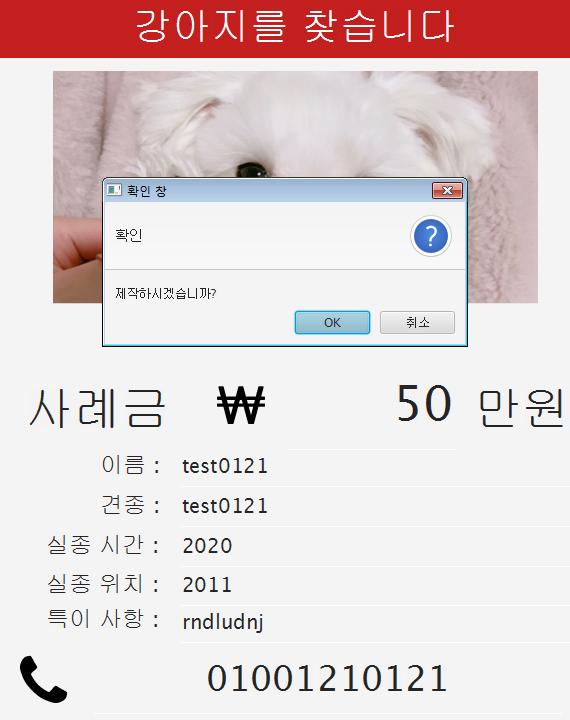 강아지를 찾습니다
확인 창
확인
?
제작하시겠습니까?
OK 취소
사례금 ₩ 50 만원
이름 : test0121
견종 : test0121
실종 시간 : 2020
실종 위치 : 2011
특이 사항 : rndludnj
01001210121